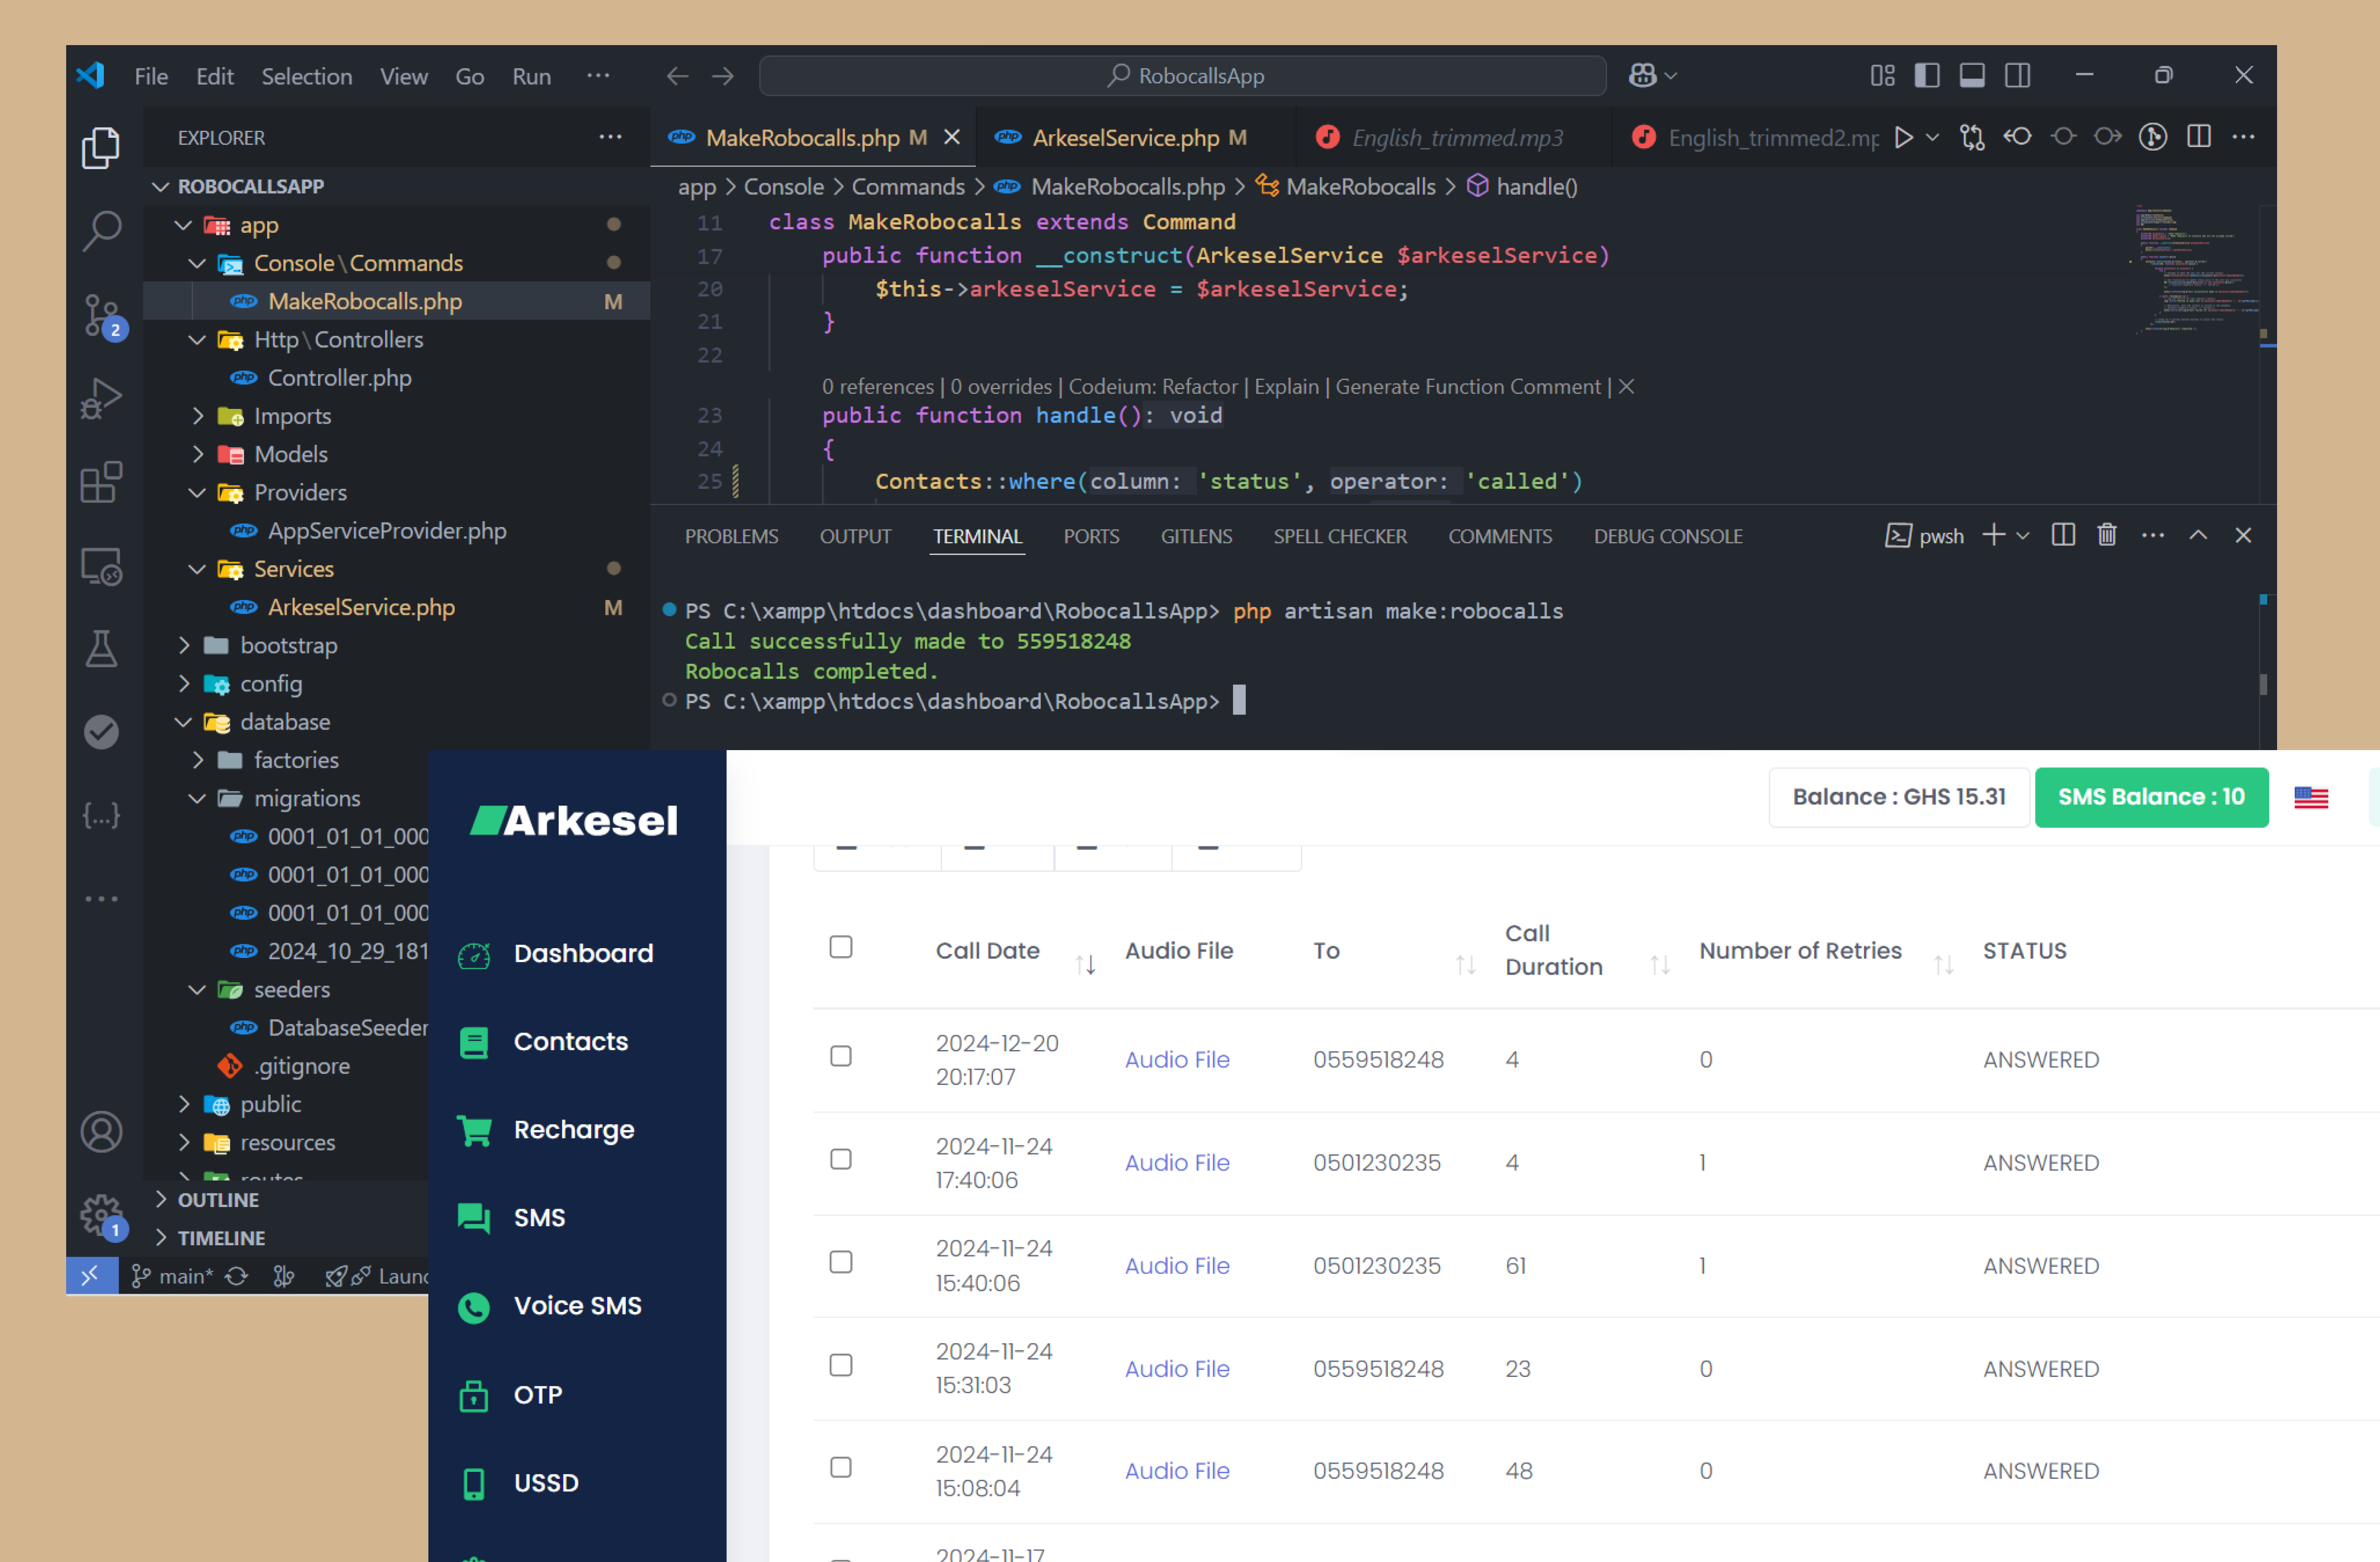 File Edit Selection View Go Run ...
RobocallsApp
EXPLORER ...
ROBOCALLSAPP
app
Console\Commands
MakeRobocalls.php M
Http\Controllers
Controller.php
Imports
Models
Providers
AppServiceProvider.php
Services
ArkeselService.php M
bootstrap
config
database
factories
migrations
0001_01_01_000
0001_01_01_000
0001_01_01_000
2024_10_29_181
seeders
DatabaseSeeder
.gitignore
public
resources
routes
OUTLINE
TIMELINE
2
1
main*
Launc
MakeRobocalls.php M
ArkeselService.php M
English_trimmed.mp3
English_trimmed2.mp
app > Console > Commands > MakeRobocalls.php > MakeRobocalls > handle()
11 class MakeRobocalls extends Command
17 public function __construct(ArkeselService $arkeselService)
20 $this->arkeselService = $arkeselService;
21 }
22
0 references | 0 overrides | Codeium: Refactor | Explain | Generate Function Comment | X
23 public function handle(): void
24 {
25 Contacts::where(column: 'status', operator: 'called')
PROBLEMS OUTPUT TERMINAL PORTS GITLENS SPELL CHECKER COMMENTS DEBUG CONSOLE
pwsh
PS C:\xampp\htdocs\dashboard\RobocallsApp> php artisan make:robocalls
Call successfully made to 559518248
Robocalls completed.
PS C:\xampp\htdocs\dashboard\RobocallsApp>
Arkesel
Dashboard
Contacts
Recharge
SMS
Voice SMS
OTP
USSD
Balance : GHS 15.31
SMS Balance : 10
Call Date Audio File To Call Duration Number of Retries STATUS
2024-12-20 20:17:07 Audio File 0559518248 4 0 ANSWERED
2024-11-24 17:40:06 Audio File 0501230235 4 1 ANSWERED
2024-11-24 15:40:06 Audio File 0501230235 61 1 ANSWERED
2024-11-24 15:31:03 Audio File 0559518248 23 0 ANSWERED
2024-11-24 15:08:04 Audio File 0559518248 48 0 ANSWERED
2024-11-17